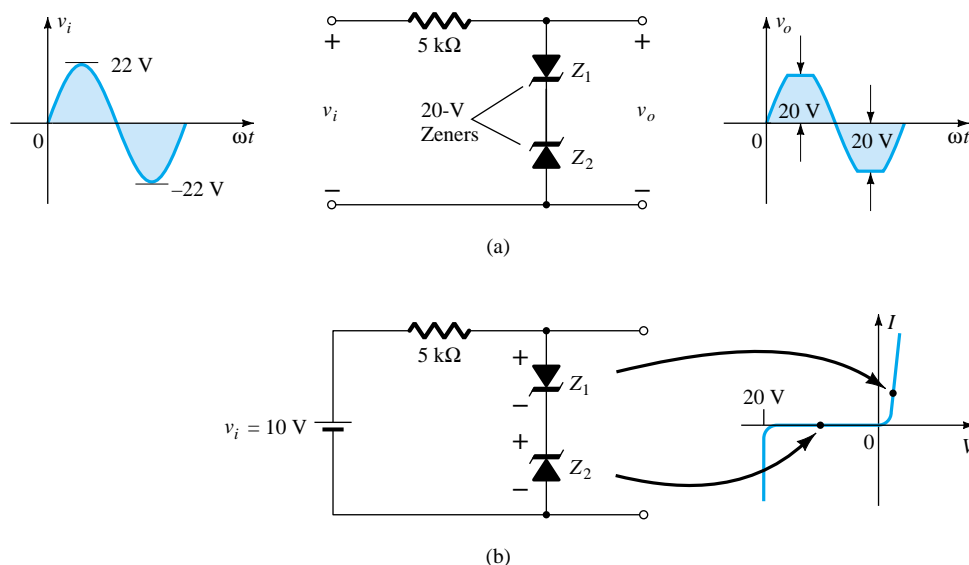 v_i
22 V
0
ωt
–22 V
5 kΩ
+
+
Z_1
v_i
20-V
Zeners
v_o
Z_2
–
–
v_o
20 V
0
20 V
ωt
(a)
5 kΩ
+
Z_1
–
v_i = 10 V
+
Z_2
–
I
20 V
0
V
(b)